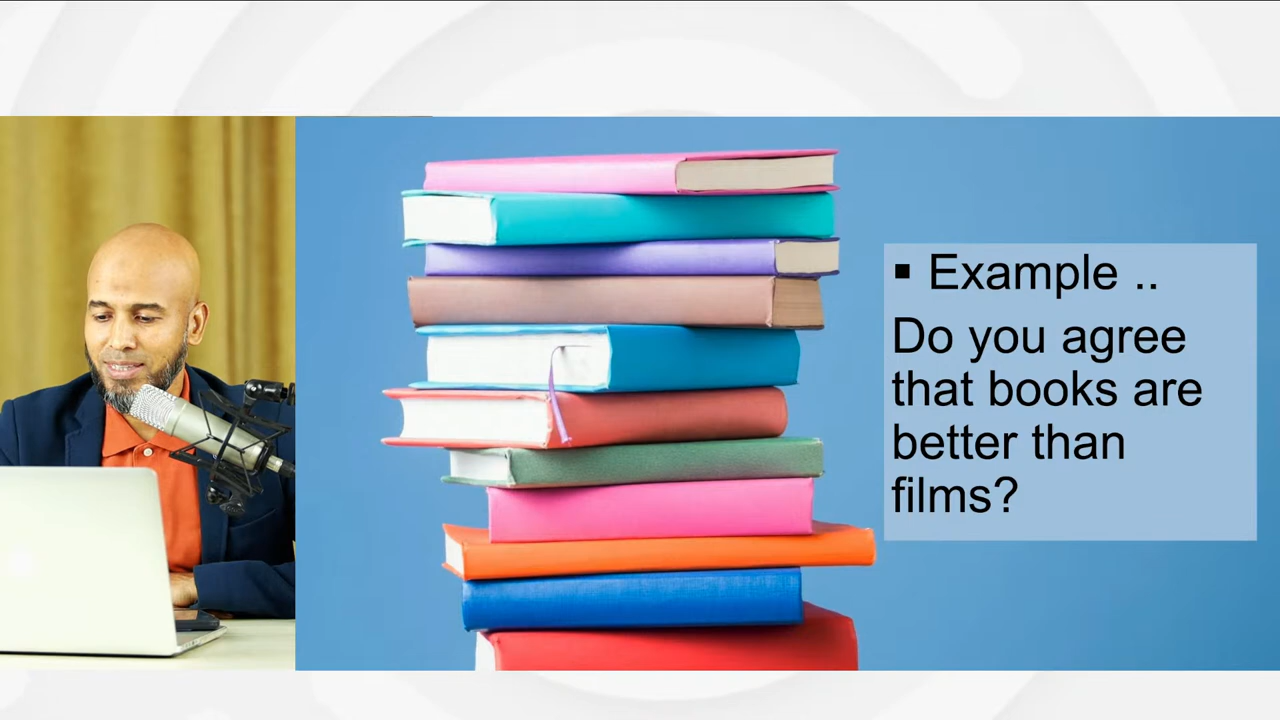 ▪ Example ..
Do you agree
that books are
better than
films?